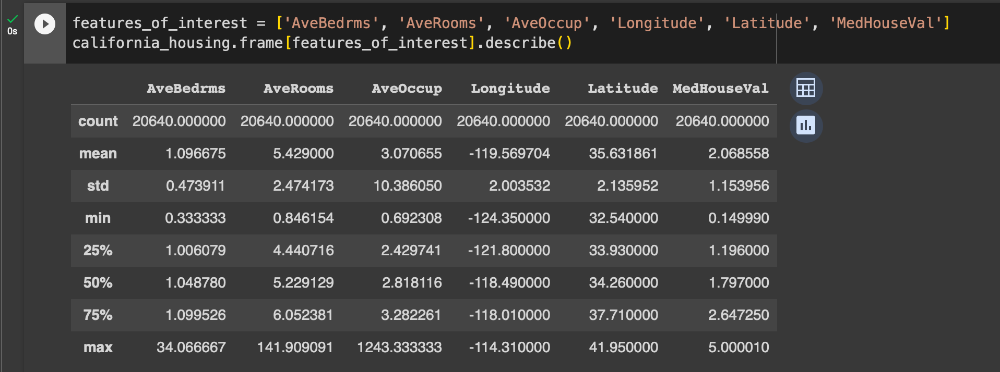 0s
features_of_interest = ['AveBedrms', 'AveRooms', 'AveOccup', 'Longitude', 'Latitude', 'MedHouseVal']
california_housing.frame[features_of_interest].describe()
AveBedrms AveRooms AveOccup Longitude Latitude MedHouseVal
count 20640.000000 20640.000000 20640.000000 20640.000000 20640.000000 20640.000000
mean 1.096675 5.429000 3.070655 -119.569704 35.631861 2.068558
std 0.473911 2.474173 10.386050 2.003532 2.135952 1.153956
min 0.333333 0.846154 0.692308 -124.350000 32.540000 0.149990
25% 1.006079 4.440716 2.429741 -121.800000 33.930000 1.196000
50% 1.048780 5.229129 2.818116 -118.490000 34.260000 1.797000
75% 1.099526 6.052381 3.282261 -118.010000 37.710000 2.647250
max 34.066667 141.909091 1243.333333 -114.310000 41.950000 5.000010